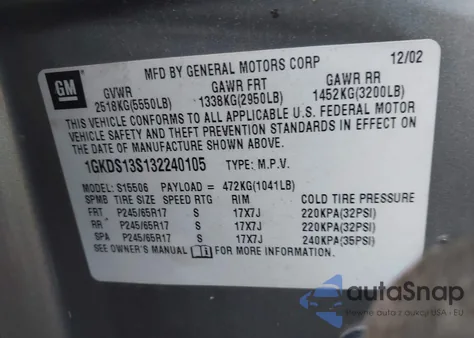 GM
MFD BY GENERAL MOTORS CORP
12/02
GVWR GAWR FRT GAWR RR
2518KG(5550LB) 1338KG(2950LB) 1452KG(3200LB)
THIS VEHICLE CONFORMS TO ALL APPLICABLE U.S. FEDERAL MOTOR
VEHICLE SAFETY AND THEFT PREVENTION STANDARDS IN EFFECT ON
THE DATE OF MANUFACTURE SHOWN ABOVE.
1GKDS13S132240105 TYPE: M.P.V.
MODEL: S15506 PAYLOAD = 472KG(1041LB)
SPMB TIRE SIZE SPEED RTG RIM COLD TIRE PRESSURE
FRT P245/65R17 S 17X7J 220KPA(32PSI)
RR P245/65R17 S 17X7J 220KPA(32PSI)
SPA P245/65R17 S 17X7J 240KPA(35PSI)
SEE OWNER'S MANUAL FOR MORE INFORMATION.
autoSnap